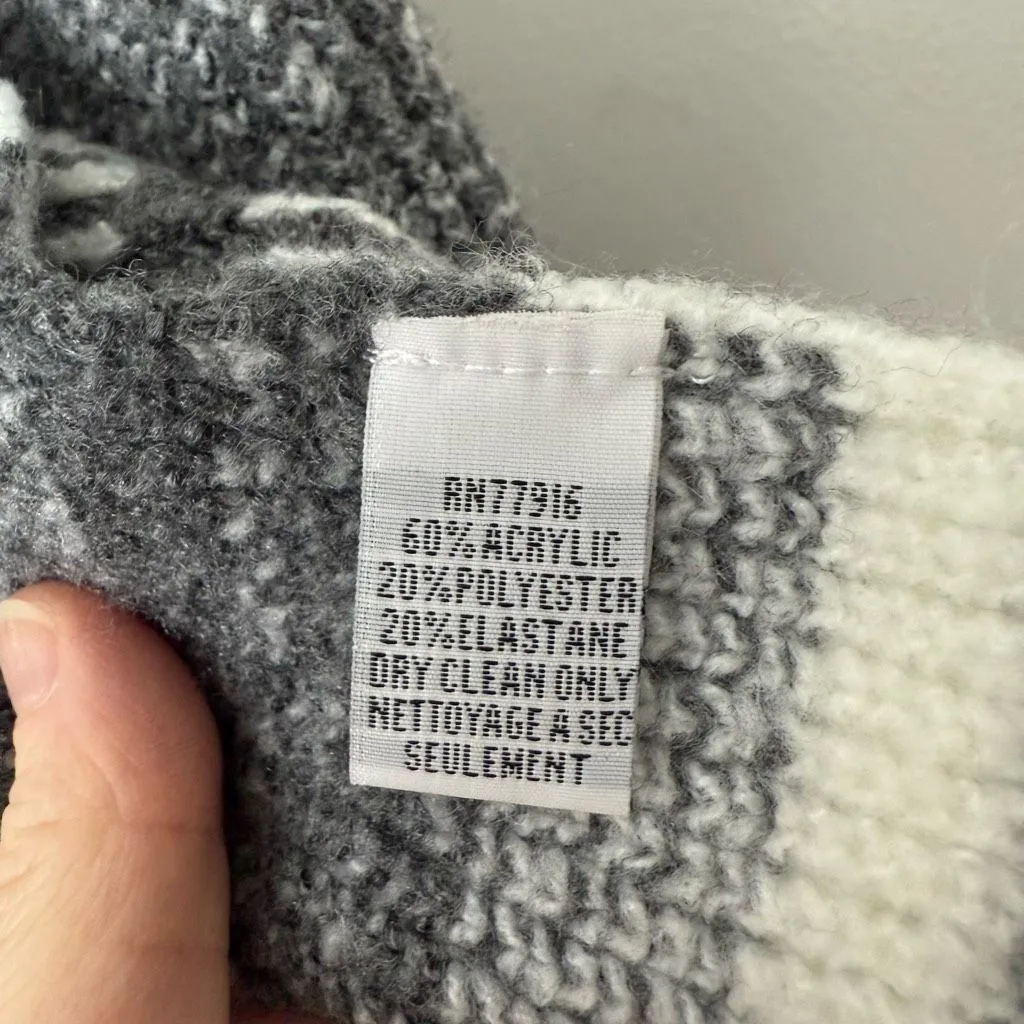 RN77916
60%ACRYLIC
20%POLYESTER
20%ELASTANE
DRY CLEAN ONLY
NETTOYAGE A SEC
SEULEMENT